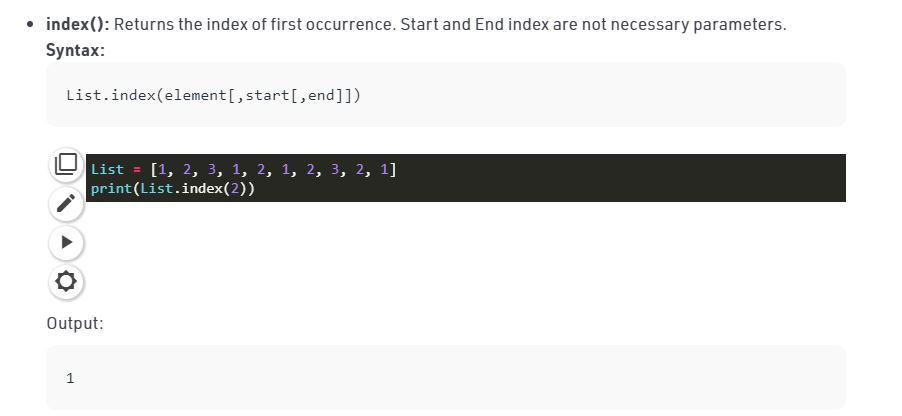 • index(): Returns the index of first occurrence. Start and End index are not necessary parameters.
Syntax:
List.index(element[,start[,end]])
List = [1, 2, 3, 1, 2, 1, 2, 3, 2, 1]
print(List.index(2))
Output:
1